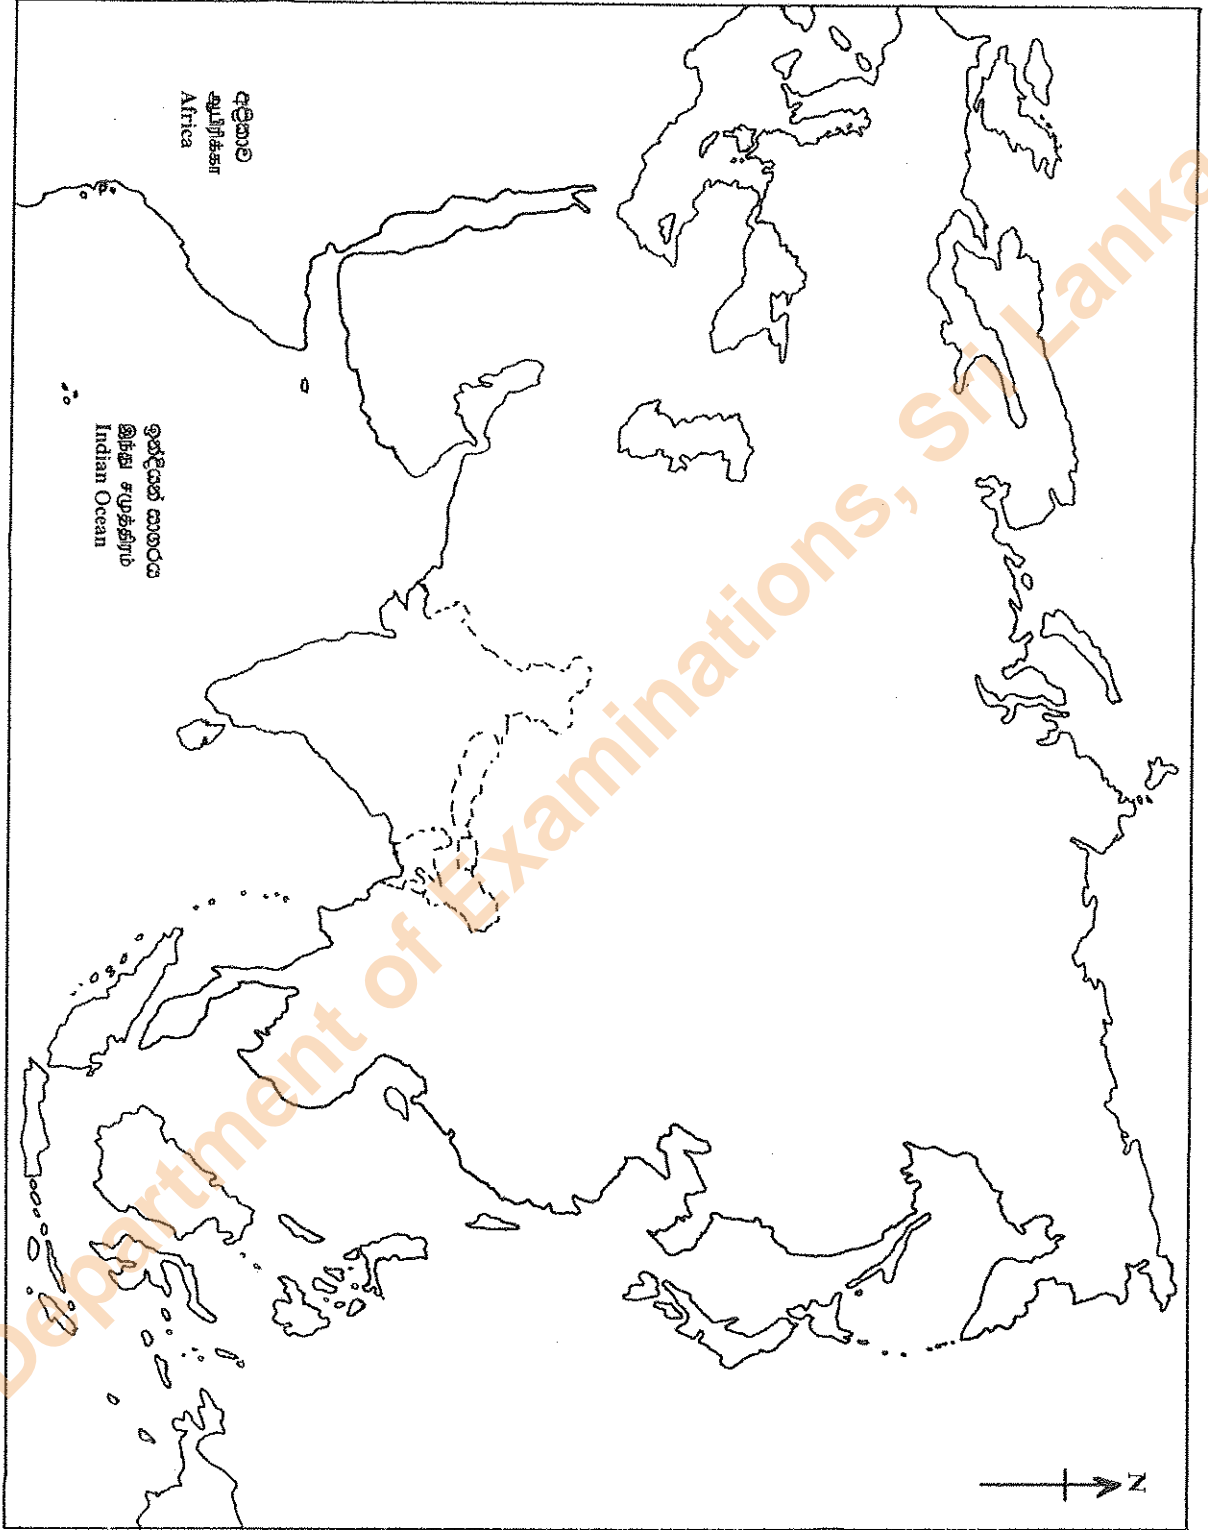 අප්‍රිකාව
ஆபிரிக்கா
Africa
ඉන්දියන් සාගරය
இந்து சமுத்திரம்
Indian Ocean
N
Department of Examinations, Sri Lanka